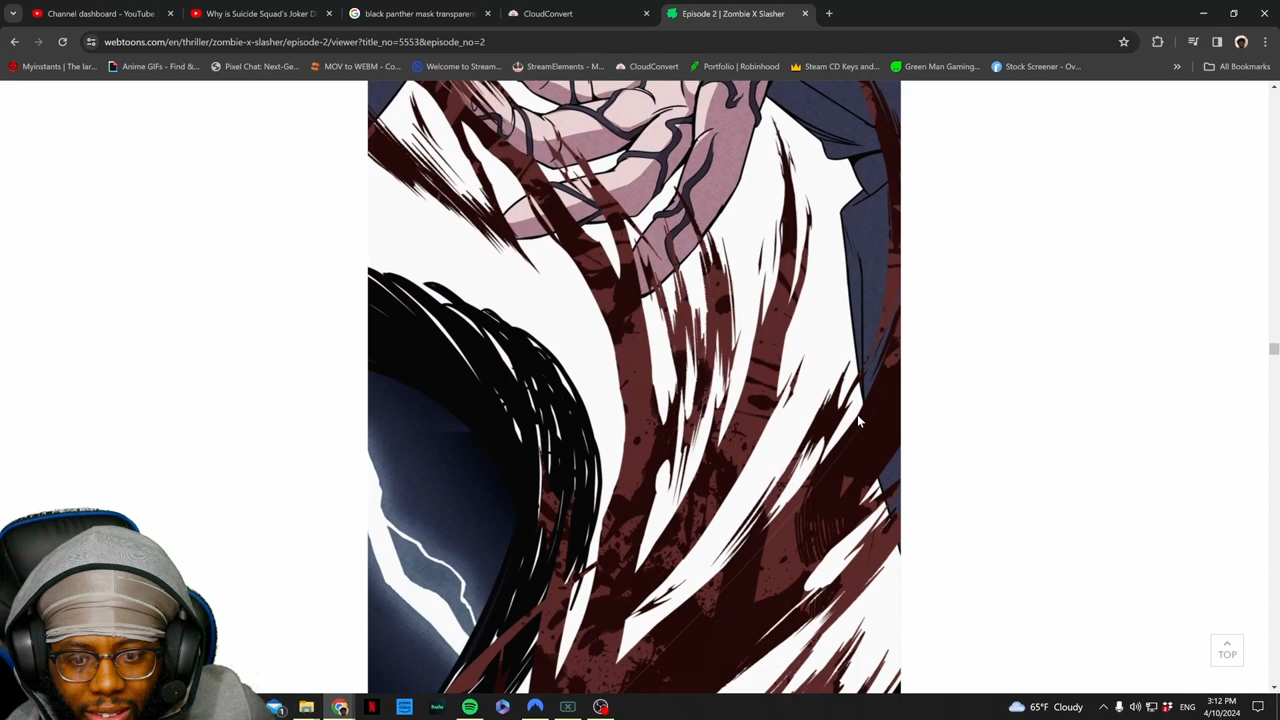 Channel dashboard - YouTube
Why is Suicide Squad's Joker D
black panther mask transparen
CloudConvert
Episode 2 | Zombie X Slasher
webtoons.com/en/thriller/zombie-x-slasher/episode-2/viewer?title_no=5553&episode_no=2
Myinstants | The lar...
Anime GIFs - Find &...
Pixel Chat: Next-Ge...
MOV to WEBM - Co...
Welcome to Stream...
StreamElements - M...
CloudConvert
Portfolio | Robinhood
Steam CD Keys and...
Green Man Gaming...
Stock Screener - Ov...
All Bookmarks
TOP
hulu
65°F Cloudy
ENG
3:12 PM
4/10/2024